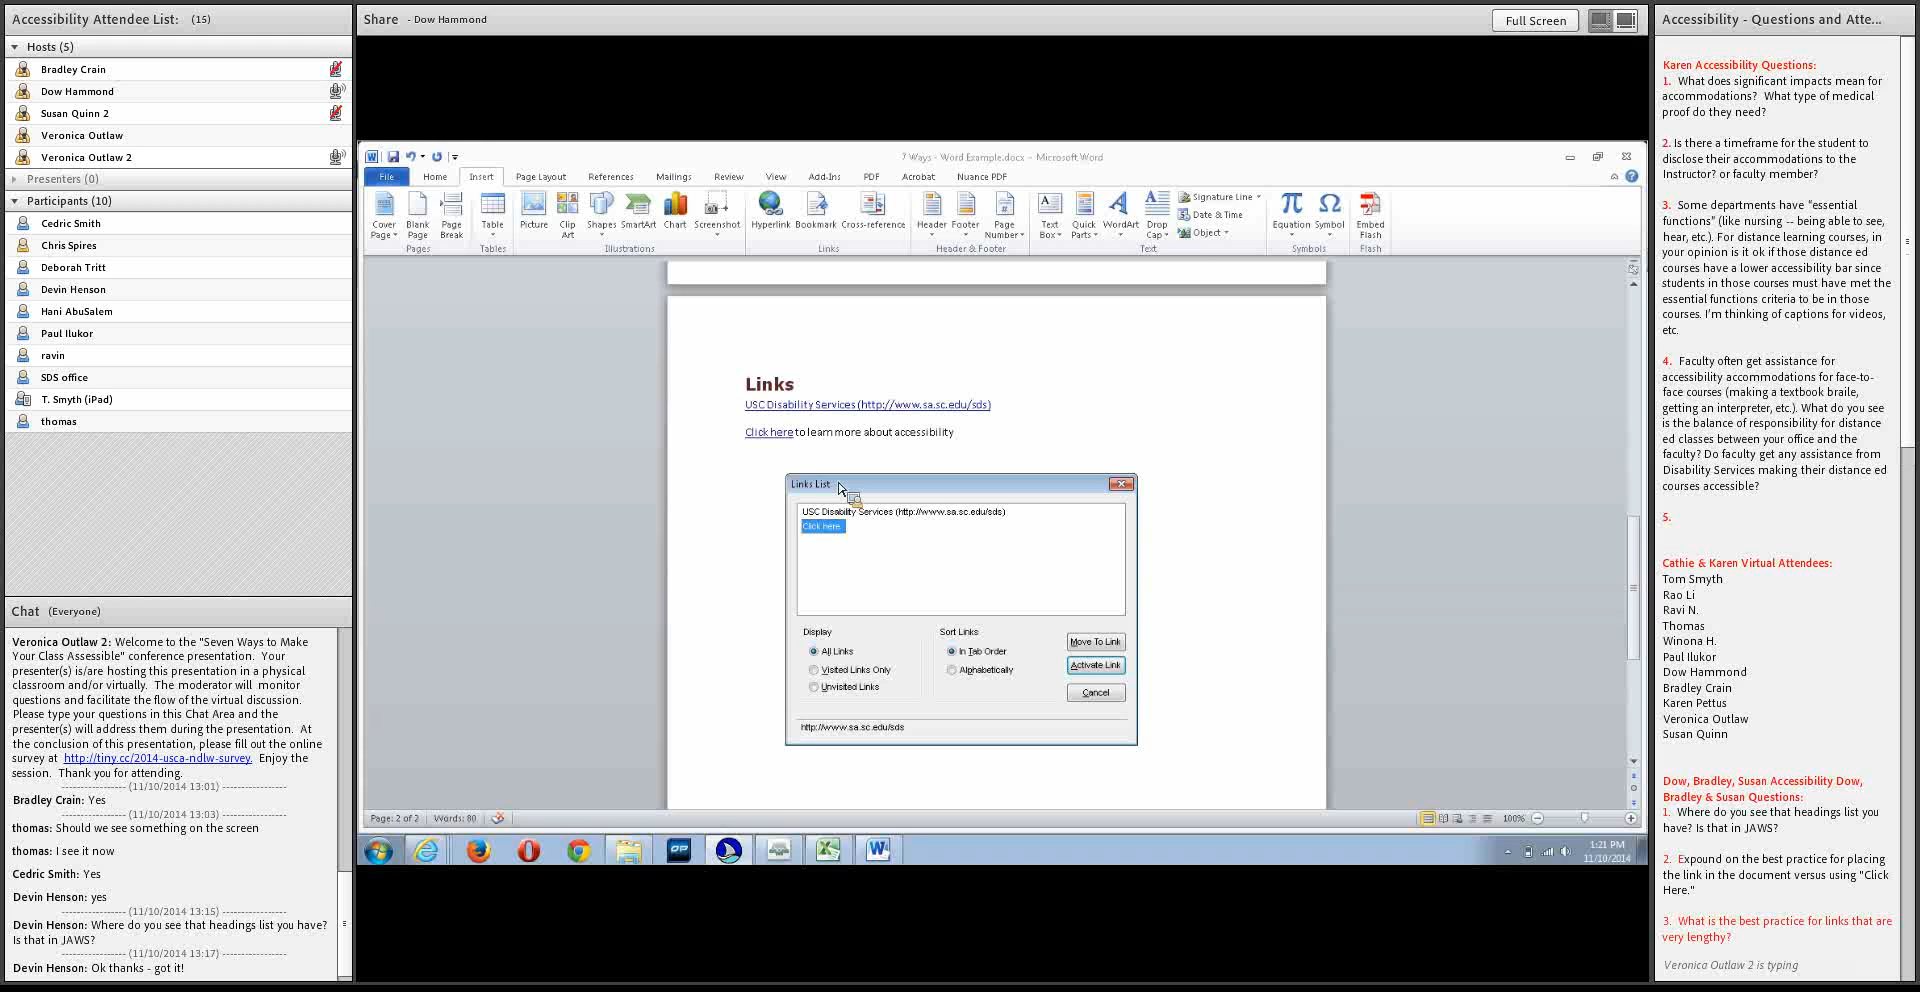 Accessibility Attendee List: (15)
Hosts (5)
Bradley Crain
Dow Hammond
Susan Quinn 2
Veronica Outlaw
Veronica Outlaw 2
Presenters (0)
Participants (10)
Cedric Smith
Chris Spires
Deborah Tritt
Devin Henson
Hani AbuSalem
Paul Ilukor
ravin
SDS office
T. Smyth (iPad)
thomas
Chat (Everyone)
Veronica Outlaw 2: Welcome to the "Seven Ways to Make
Your Class Assessible" conference presentation. Your
presenter(s) is/are hosting this presentation in a physical
classroom and/or virtually. The moderator will monitor
questions and facilitate the flow of the virtual discussion.
Please type your questions in this Chat Area and the
presenter(s) will address them during the presentation. At
the conclusion of this presentation, please fill out the online
survey at http://tiny.cc/2014-usca-ndlw-survey. Enjoy the
session. Thank you for attending.
----------------- (11/10/2014 13:01) -----------------
Bradley Crain: Yes
----------------- (11/10/2014 13:03) -----------------
thomas: Should we see something on the screen
thomas: I see it now
Cedric Smith: Yes
Devin Henson: yes
----------------- (11/10/2014 13:15) -----------------
Devin Henson: Where do you see that headings list you have?
Is that in JAWS?
----------------- (11/10/2014 13:17) -----------------
Devin Henson: Ok thanks - got it!
Share - Dow Hammond
Full Screen
7 Ways - Word Example.docx - Microsoft Word
File Home Insert Page Layout References Mailings Review View Add-Ins PDF Acrobat Nuance PDF
Cover Page
Blank Page
Page Break
Table
Picture
Clip Art
Shapes
SmartArt
Chart
Screenshot
Hyperlink
Bookmark
Cross-reference
Header
Footer
Page Number
Text Box
Quick Parts
WordArt
Drop Cap
Signature Line
Date & Time
Object
Equation
Symbol
Embed Flash
Pages Tables Illustrations Links Header & Footer Text Symbols Flash
Links
USC Disability Services (http://www.sa.sc.edu/sds)
Click here to learn more about accessibility
Links List
USC Disability Services (http://www.sa.sc.edu/sds)
Click here
Display
All Links
Visited Links Only
Unvisited Links
Sort Links
In Tab Order
Alphabetically
Move To Link
Activate Link
Cancel
http://www.sa.sc.edu/sds
Page: 2 of 2 Words: 80
100%
OP
1:21 PM
11/10/2014
Accessibility - Questions and Atte...
Karen Accessibility Questions:
1. What does significant impacts mean for
accommodations? What type of medical
proof do they need?
2. Is there a timeframe for the student to
disclose their accommodations to the
Instructor? or faculty member?
3. Some departments have "essential
functions" (like nursing -- being able to see,
hear, etc.). For distance learning courses, in
your opinion is it ok if those distance ed
courses have a lower accessibility bar since
students in those courses must have met the
essential functions criteria to be in those
courses. I'm thinking of captions for videos,
etc.
4. Faculty often get assistance for
accessibility accommodations for face-to-
face courses (making a textbook braile,
getting an interpreter, etc.). What do you see
is the balance of responsibility for distance
ed classes between your office and the
faculty? Do faculty get any assistance from
Disability Services making their distance ed
courses accessible?
5.
Cathie & Karen Virtual Attendees:
Tom Smyth
Rao Li
Ravi N.
Thomas
Winona H.
Paul Ilukor
Dow Hammond
Bradley Crain
Karen Pettus
Veronica Outlaw
Susan Quinn
Dow, Bradley, Susan Accessibility Dow,
Bradley & Susan Questions:
1. Where do you see that headings list you
have? Is that in JAWS?
2. Expound on the best practice for placing
the link in the document versus using "Click
Here."
3. What is the best practice for links that are
very lengthy?
Veronica Outlaw 2 is typing